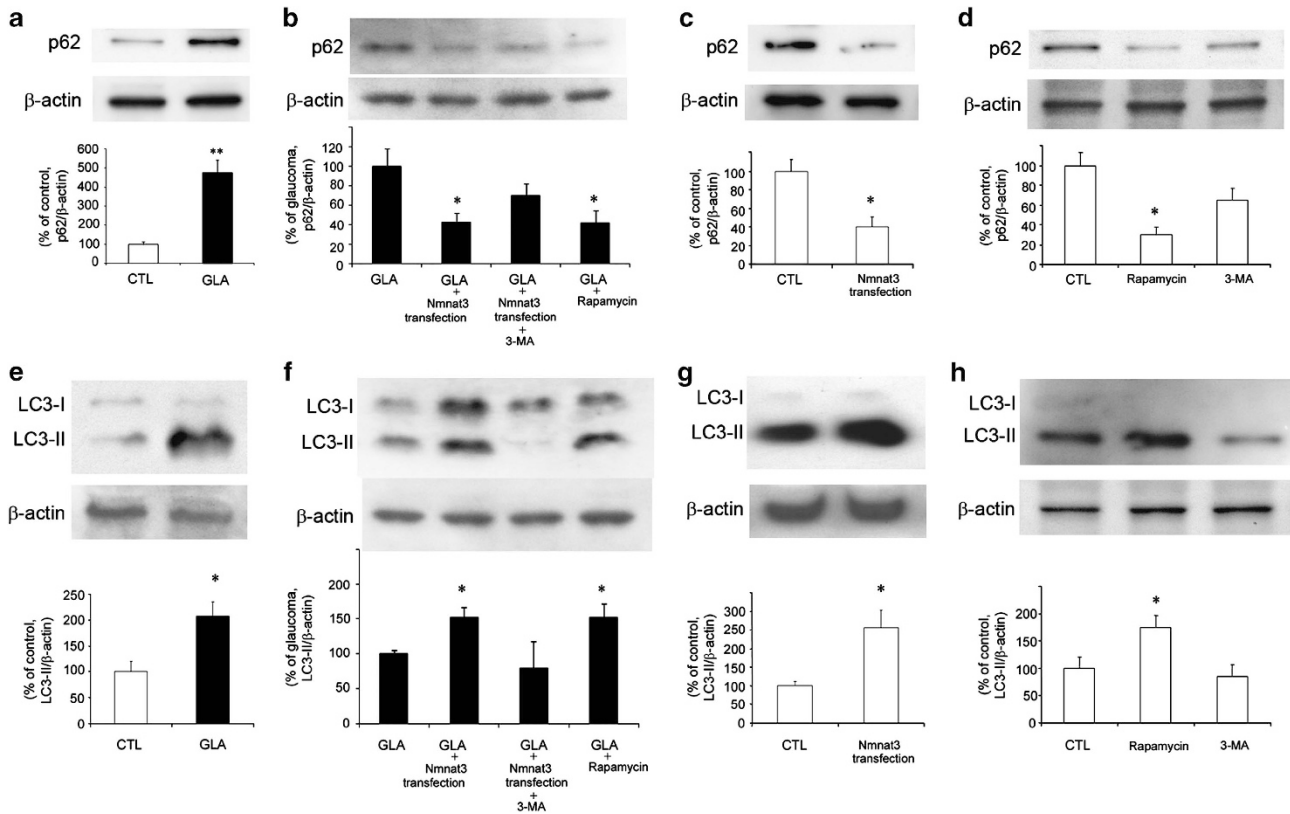 a
p62
β-actin
(% of control,
p62/β-actin)
600
500
400
300
200
100
0
**
CTL
GLA
b
p62
β-actin
(% of glaucoma,
p62/β-actin)
120
100
80
60
40
20
0
*
*
GLA
GLA
+
Nmnat3
transfection
GLA
+
Nmnat3
transfection
+
3-MA
GLA
+
Rapamycin
c
p62
β-actin
(% of control,
p62/β-actin)
120
100
80
60
40
20
0
*
CTL
Nmnat3
transfection
d
p62
β-actin
(% of control,
p62/β-actin)
120
100
80
60
40
20
0
*
CTL
Rapamycin
3-MA
e
LC3-I
LC3-II
β-actin
(% of control,
LC3-II/β-actin)
250
200
150
100
50
0
*
CTL
GLA
f
LC3-I
LC3-II
β-actin
(% of glaucoma,
LC3-II/β-actin)
200
150
100
50
0
*
*
GLA
GLA
+
Nmnat3
transfection
GLA
+
Nmnat3
transfection
+
3-MA
GLA
+
Rapamycin
g
LC3-I
LC3-II
β-actin
(% of control,
LC3-II/β-actin)
350
300
250
200
150
100
50
0
*
CTL
Nmnat3
transfection
h
LC3-I
LC3-II
β-actin
(% of control,
LC3-II/β-actin)
200
150
100
50
0
*
CTL
Rapamycin
3-MA